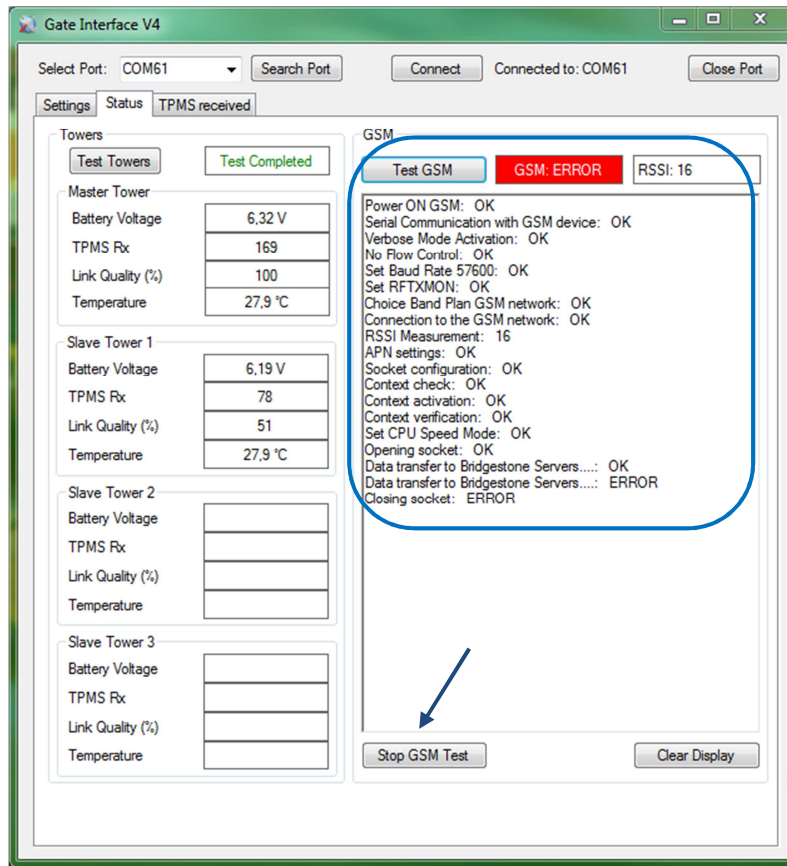 Gate Interface V4
Select Port: COM61 Search Port Connect Connected to: COM61 Close Port
Settings Status TPMS received
Towers
Test Towers Test Completed
Master Tower
Battery Voltage 6,32 V
TPMS Rx 169
Link Quality (%) 100
Temperature 27,9 °C
Slave Tower 1
Battery Voltage 6,19 V
TPMS Rx 78
Link Quality (%) 51
Temperature 27,9 °C
Slave Tower 2
Battery Voltage
TPMS Rx
Link Quality (%)
Temperature
Slave Tower 3
Battery Voltage
TPMS Rx
Link Quality (%)
Temperature
GSM
Test GSM GSM: ERROR RSSI: 16
Power ON GSM: OK
Serial Communication with GSM device: OK
Verbose Mode Activation: OK
No Flow Control: OK
Set Baud Rate 57600: OK
Set RFTXMON: OK
Choice Band Plan GSM network: OK
Connection to the GSM network: OK
RSSI Measurement: 16
APN settings: OK
Socket configuration: OK
Context check: OK
Context activation: OK
Context verification: OK
Set CPU Speed Mode: OK
Opening socket: OK
Data transfer to Bridgestone Servers....: OK
Data transfer to Bridgestone Servers....: ERROR
Closing socket: ERROR
Stop GSM Test Clear Display